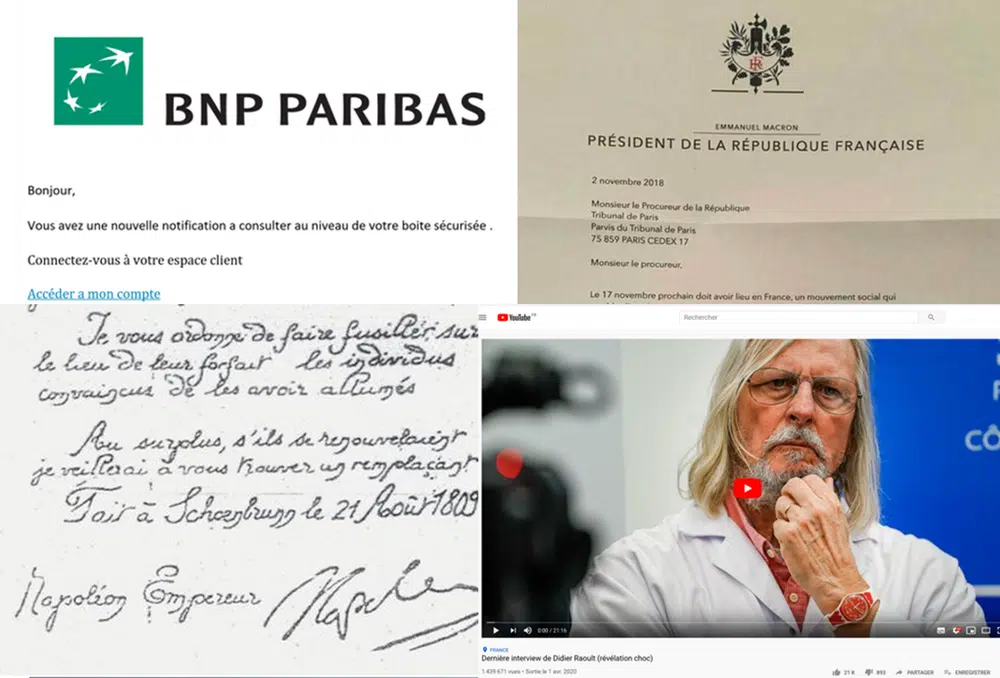 BNP PARIBAS
Bonjour,
Vous avez une nouvelle notification a consulter au niveau de votre boite sécurisée .
Connectez-vous à votre espace client
Accéder a mon compte
EMMANUEL MACRON
PRÉSIDENT DE LA RÉPUBLIQUE FRANÇAISE
2 novembre 2018
Monsieur le Procureur de la République
Tribunal de Paris
Parvis du Tribunal de Paris
75 859 PARIS CEDEX 17
Monsieur le procureur,
Le 17 novembre prochain doit avoir lieu en France, un mouvement social qui
Je vous ordonne de faire fusiller, sur
le lieu de leur forfait les individus
convaincus de les avoir allumés
Au surplus, s'ils se renouvelaient
je veillerai à vous trouver un remplaçant
Fait à Schoenbrunn le 21 Août 1809
Napoléon Empereur Nap
YouTube FR
Rechercher
CÔ
0:00 / 21:16
FRANCE
Dernière interview de Didier Raoult (révélation choc)
1 439 671 vues • Sortie le 1 avr. 2020
21 K 893 PARTAGER ENREGISTRER